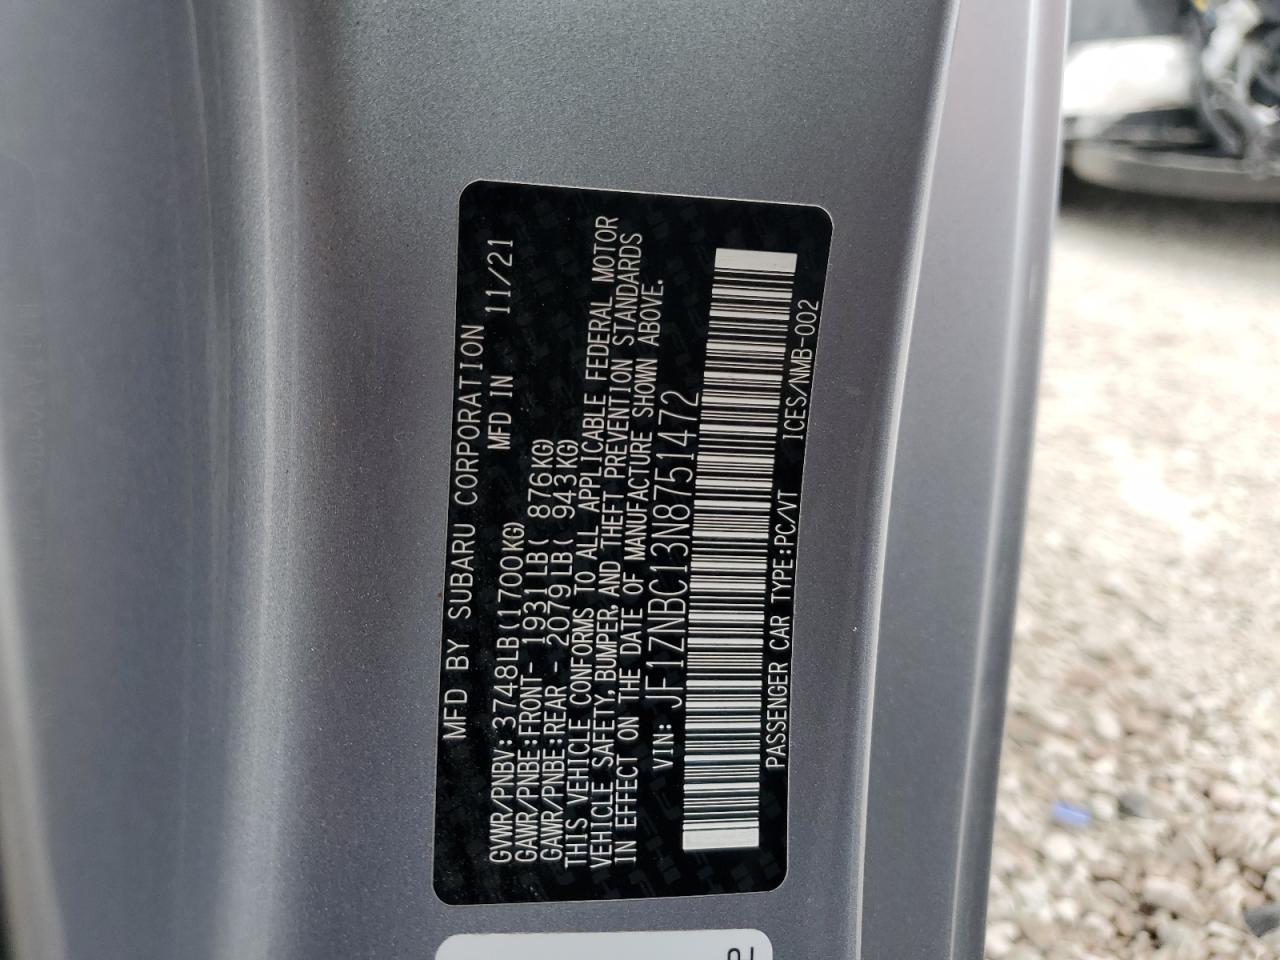 MFD BY SUBARU CORPORATION
MFD IN 11/21
GVWR/PNBV: 3748LB(1700KG)
GAWR/PNBE:FRONT- 1931LB( 876KG)
GAWR/PNBE:REAR - 2079LB( 943KG)
THIS VEHICLE CONFORMS TO ALL APPLICABLE FEDERAL MOTOR
VEHICLE SAFETY, BUMPER, AND THEFT PREVENTION STANDARDS
IN EFFECT ON THE DATE OF MANUFACTURE SHOWN ABOVE.
VIN: JF1ZNBC13N8751472
PASSENGER CAR TYPE:PC/VT ICES/NMB-002